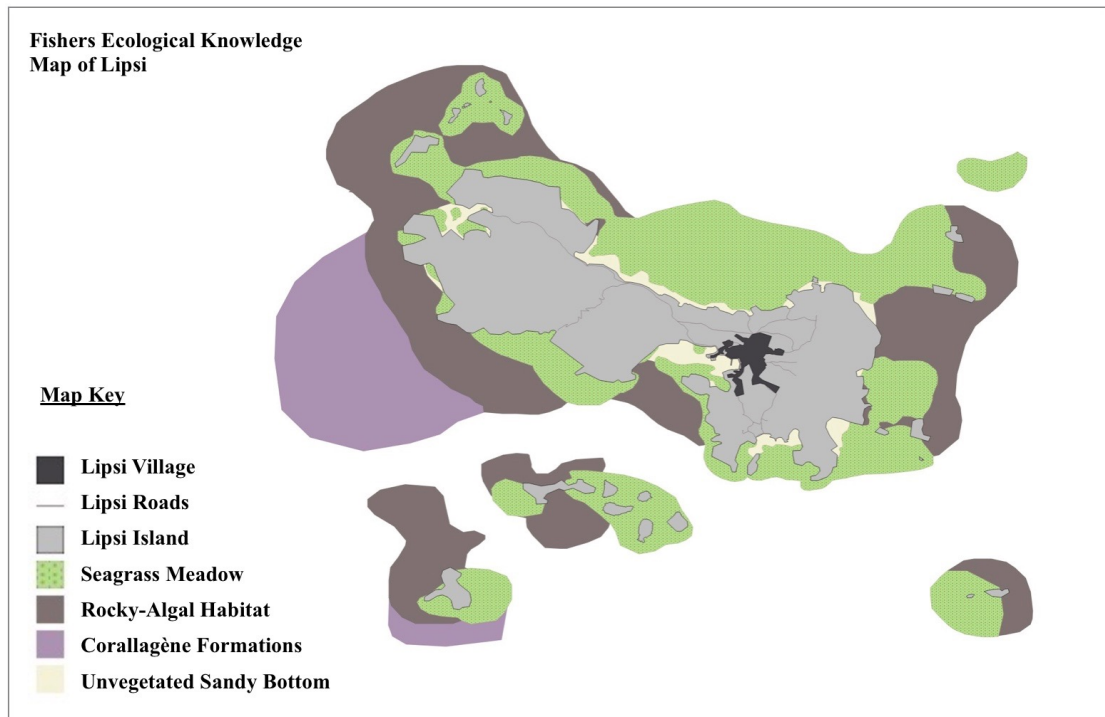 Fishers Ecological Knowledge
Map of Lipsi
Map Key
Lipsi Village
Lipsi Roads
Lipsi Island
Seagrass Meadow
Rocky-Algal Habitat
Corallagène Formations
Unvegetated Sandy Bottom